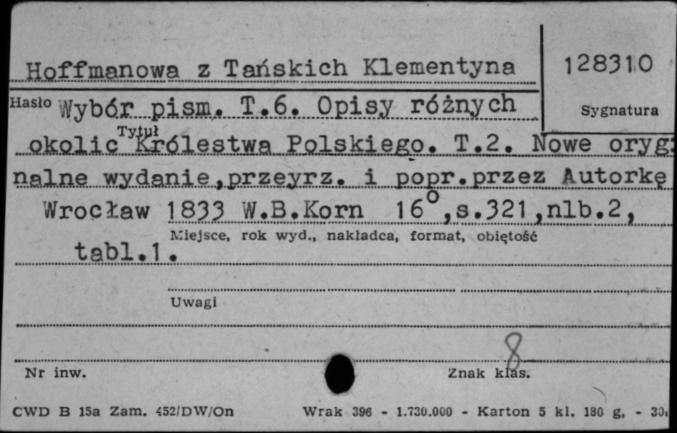 Hoffmanowa z Tańskich Klementyna
128310
Hasło
Sygnatura
Wybór pism. T.6. Opisy różnych
Tytuł
okolic Królestwa Polskiego. T.2. Nowe oryg
nalne wydanie,przeyrz. i popr.przez Autorkę
Wrocław 1833 W.B.Korn 16°,s.321,nlb.2,
Miejsce, rok wyd., nakładca, format, objętość
tabl.1.
Uwagi
8
Nr inw.
Znak klas.
CWD B 15a Zam. 452/DW/On Wrak 396 - 1.730.000 - Karton 5 kl. 180 g. - 30